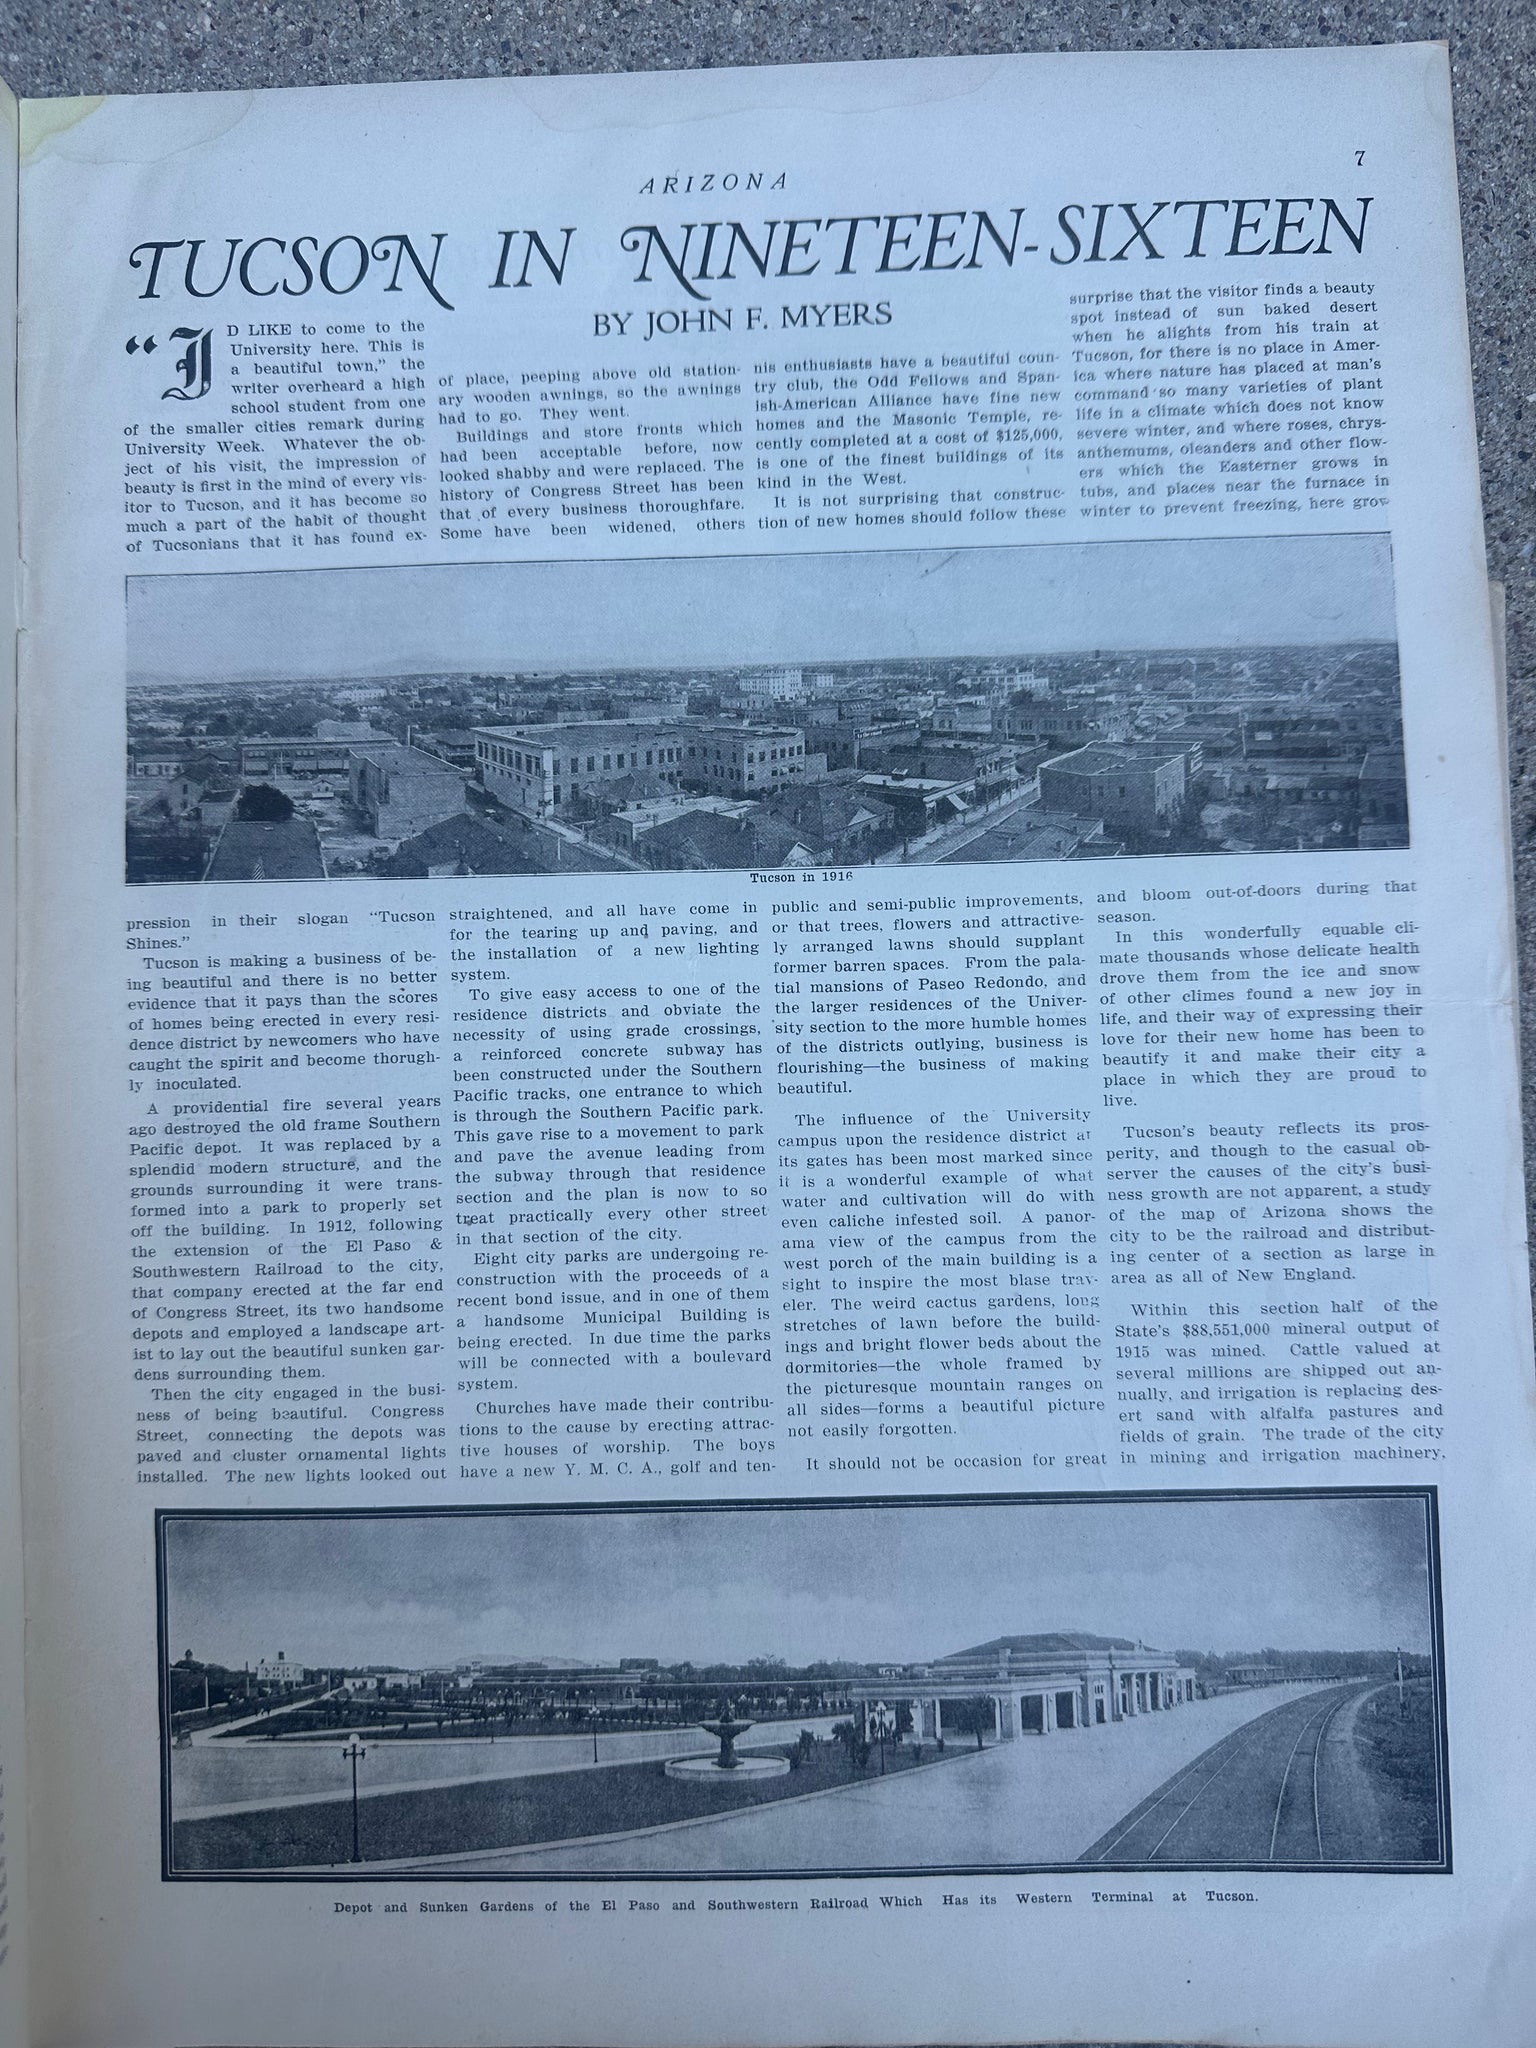 7
ARIZONA
TUCSON IN NINETEEN-SIXTEEN
BY JOHN F. MYERS
"I D LIKE to come to the
University here. This is
a beautiful town," the
writer overheard a high
school student from one
of the smaller cities remark during
University Week. Whatever the ob-
ject of his visit, the impression of
beauty is first in the mind of every vis-
itor to Tucson, and it has become so
much a part of the habit of thought
of Tucsonians that it has found ex-
pression in their slogan "Tucson
Shines."
Tucson is making a business of be-
ing beautiful and there is no better
evidence that it pays than the scores
of homes being erected in every resi-
dence district by newcomers who have
caught the spirit and become thorugh-
ly inoculated.
A providential fire several years
ago destroyed the old frame Southern
Pacific depot. It was replaced by a
splendid modern structure, and the
grounds surrounding it were trans-
formed into a park to properly set
off the building. In 1912, following
the extension of the El Paso &
Southwestern Railroad to the city,
that company erected at the far end
of Congress Street, its two handsome
depots and employed a landscape art-
ist to lay out the beautiful sunken gar-
dens surrounding them.
Then the city engaged in the busi-
ness of being beautiful. Congress
Street, connecting the depots was
paved and cluster ornamental lights
installed. The new lights looked out
of place, peeping above old station-
ary wooden awnings, so the awnings
had to go. They went.
Buildings and store fronts which
had been acceptable before, now
looked shabby and were replaced. The
history of Congress Street has been
that of every business thoroughfare.
Some have been widened, others
straightened, and all have come in
for the tearing up and paving, and
the installation of a new lighting
system.
To give easy access to one of the
residence districts and obviate the
necessity of using grade crossings,
a reinforced concrete subway has
been constructed under the Southern
Pacific tracks, one entrance to which
is through the Southern Pacific park.
This gave rise to a movement to park
and pave the avenue leading from
the subway through that residence
section and the plan is now to so
treat practically every other street
in that section of the city.
Eight city parks are undergoing re-
construction with the proceeds of a
recent bond issue, and in one of them
a handsome Municipal Building is
being erected. In due time the parks
will be connected with a boulevard
system.
Churches have made their contribu-
tions to the cause by erecting attrac-
tive houses of worship. The boys
have a new Y. M. C. A., golf and ten-
nis enthusiasts have a beautiful coun-
try club, the Odd Fellows and Span-
ish-American Alliance have fine new
homes and the Masonic Temple, re-
cently completed at a cost of $125,000,
is one of the finest buildings of its
kind in the West.
It is not surprising that construc-
tion of new homes should follow these
public and semi-public improvements,
or that trees, flowers and attractive-
ly arranged lawns should supplant
former barren spaces. From the pala-
tial mansions of Paseo Redondo, and
the larger residences of the Univer-
sity section to the more humble homes
of the districts outlying, business is
flourishing—the business of making
beautiful.
The influence of the University
campus upon the residence district at
its gates has been most marked since
it is a wonderful example of what
water and cultivation will do with
even caliche infested soil. A panor-
ama view of the campus from the
west porch of the main building is a
sight to inspire the most blase trav-
eler. The weird cactus gardens, long
stretches of lawn before the build-
ings and bright flower beds about the
dormitories—the whole framed by
the picturesque mountain ranges on
all sides—forms a beautiful picture
not easily forgotten.
It should not be occasion for great
surprise that the visitor finds a beauty
spot instead of sun baked desert
when he alights from his train at
Tucson, for there is no place in Amer-
ica where nature has placed at man's
command so many varieties of plant
life in a climate which does not know
severe winter, and where roses, chrys-
anthemums, oleanders and other flow-
ers which the Easterner grows in
tubs, and places near the furnace in
winter to prevent freezing, here grow
and bloom out-of-doors during that
season.
In this wonderfully equable cli-
mate thousands whose delicate health
drove them from the ice and snow
of other climes found a new joy in
life, and their way of expressing their
love for their new home has been to
beautify it and make their city a
place in which they are proud to
live.
Tucson's beauty reflects its pros-
perity, and though to the casual ob-
server the causes of the city's busi-
ness growth are not apparent, a study
of the map of Arizona shows the
city to be the railroad and distribut-
ing center of a section as large in
area as all of New England.
Within this section half of the
State's $88,551,000 mineral output of
1915 was mined. Cattle valued at
several millions are shipped out an-
nually, and irrigation is replacing des-
ert sand with alfalfa pastures and
fields of grain. The trade of the city
in mining and irrigation machinery,
Tucson in 1916
Depot and Sunken Gardens of the El Paso and Southwestern Railroad Which Has its Western Terminal at Tucson.